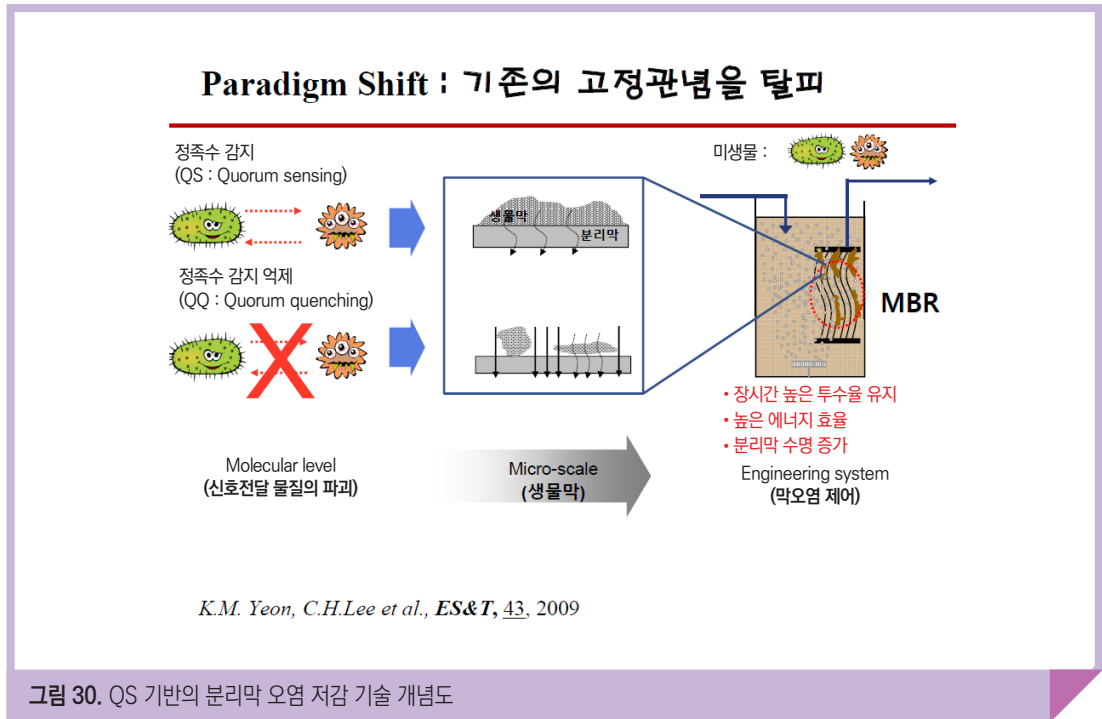 Paradigm Shift : 기존의 고정관념을 탈피
정족수 감지
(QS : Quorum sensing)
미생물 :
생물막
분리막
정족수 감지 억제
(QQ : Quorum quenching)
MBR
• 장시간 높은 투수율 유지
• 높은 에너지 효율
• 분리막 수명 증가
Molecular level
(신호전달 물질의 파괴)
Micro-scale
(생물막)
Engineering system
(막오염 제어)
K.M. Yeon, C.H.Lee et al., ES&T, 43, 2009
그림 30. QS 기반의 분리막 오염 저감 기술 개념도